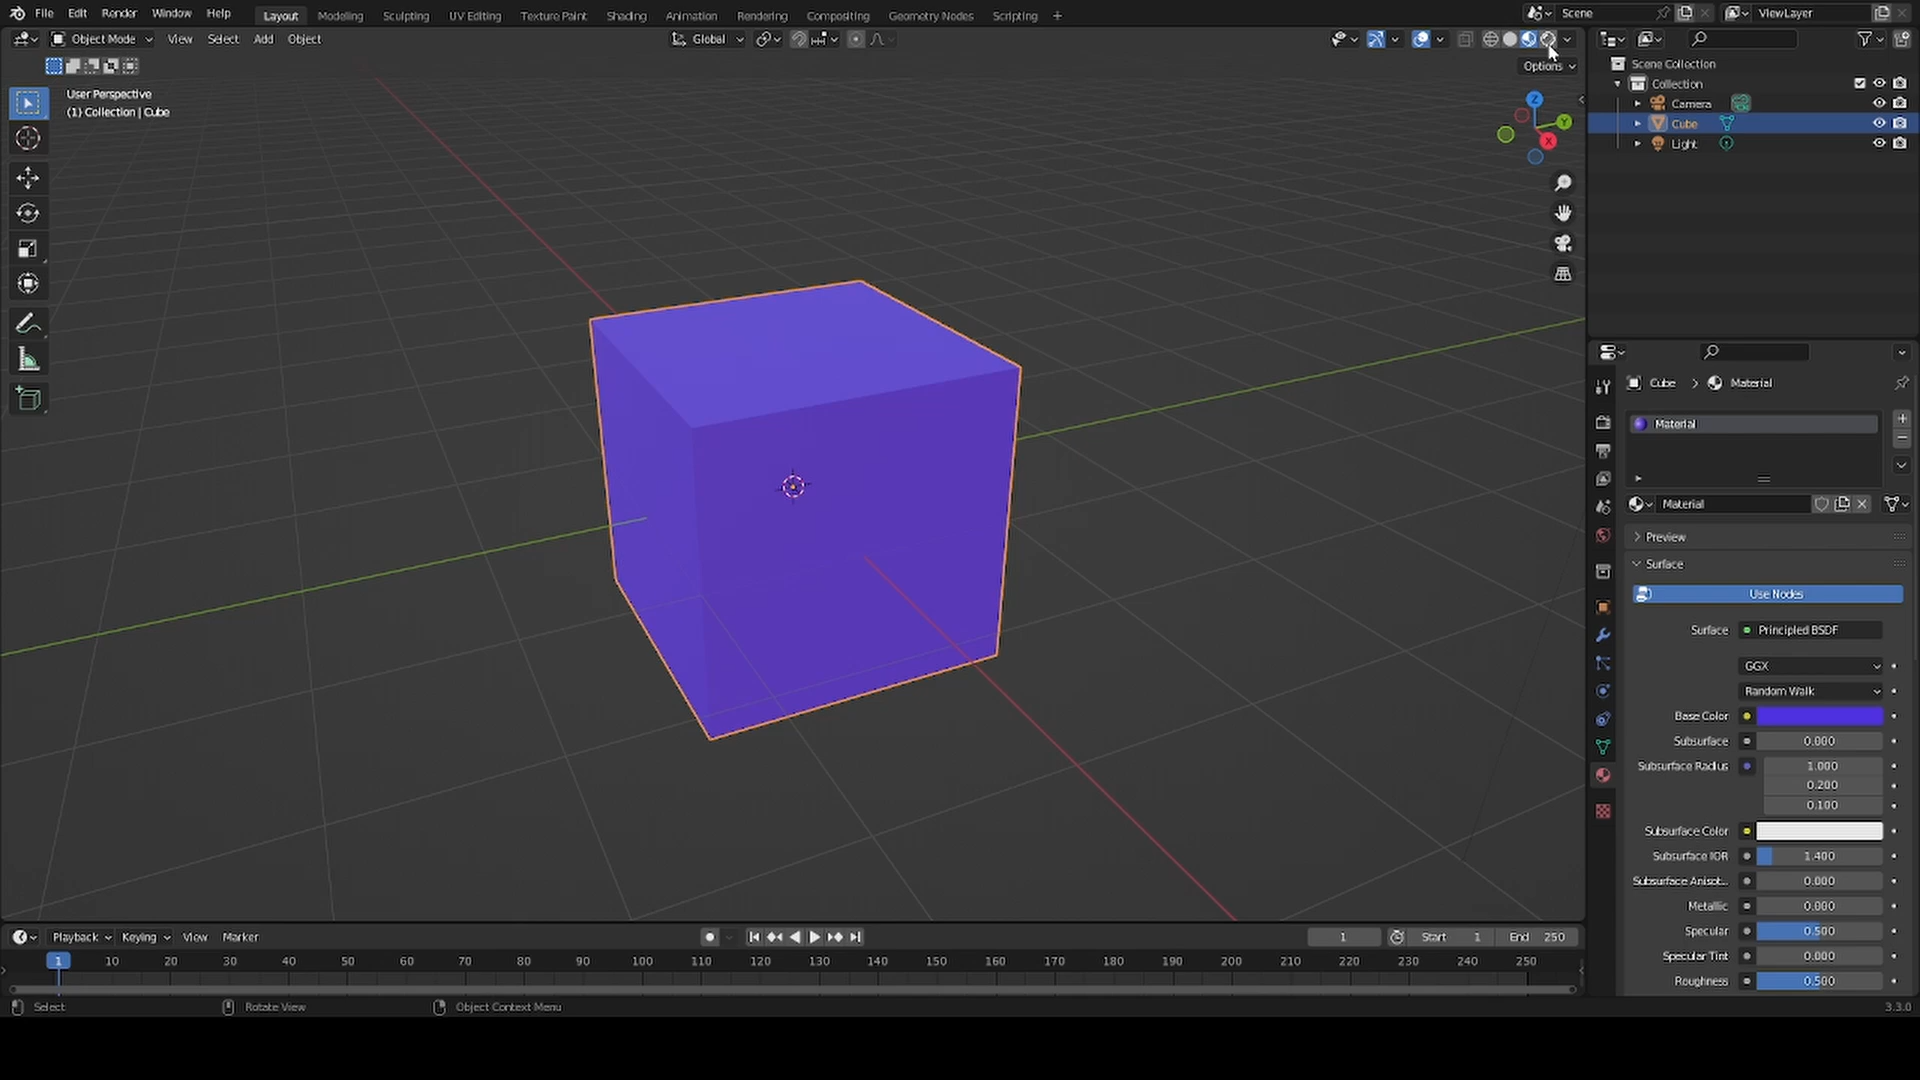 File Edit Render Window Help Layout Modeling Sculpting UV Editing Texture Paint Shading Animation Rendering Compositing Geometry Nodes Scripting + Scene ViewLayer
Object Mode View Select Add Object Global
Options
User Perspective
(1) Collection | Cube
Scene Collection
Collection
Camera
Cube
Light
Z
Y
X
Cube > Material
Material
Material
Preview
Surface
Use Nodes
Surface Principled BSDF
GGX
Random Walk
Base Color
Subsurface 0.000
Subsurface Radius 1.000
0.200
0.100
Subsurface Color
Subsurface IOR 1.400
Subsurface Anisot.. 0.000
Metallic 0.000
Specular 0.500
Specular Tint 0.000
Roughness 0.500
Playback Keying View Marker 1 Start 1 End 250
1 10 20 30 40 50 60 70 80 90 100 110 120 130 140 150 160 170 180 190 200 210 220 230 240 250
Select Rotate View Object Context Menu 3.3.0